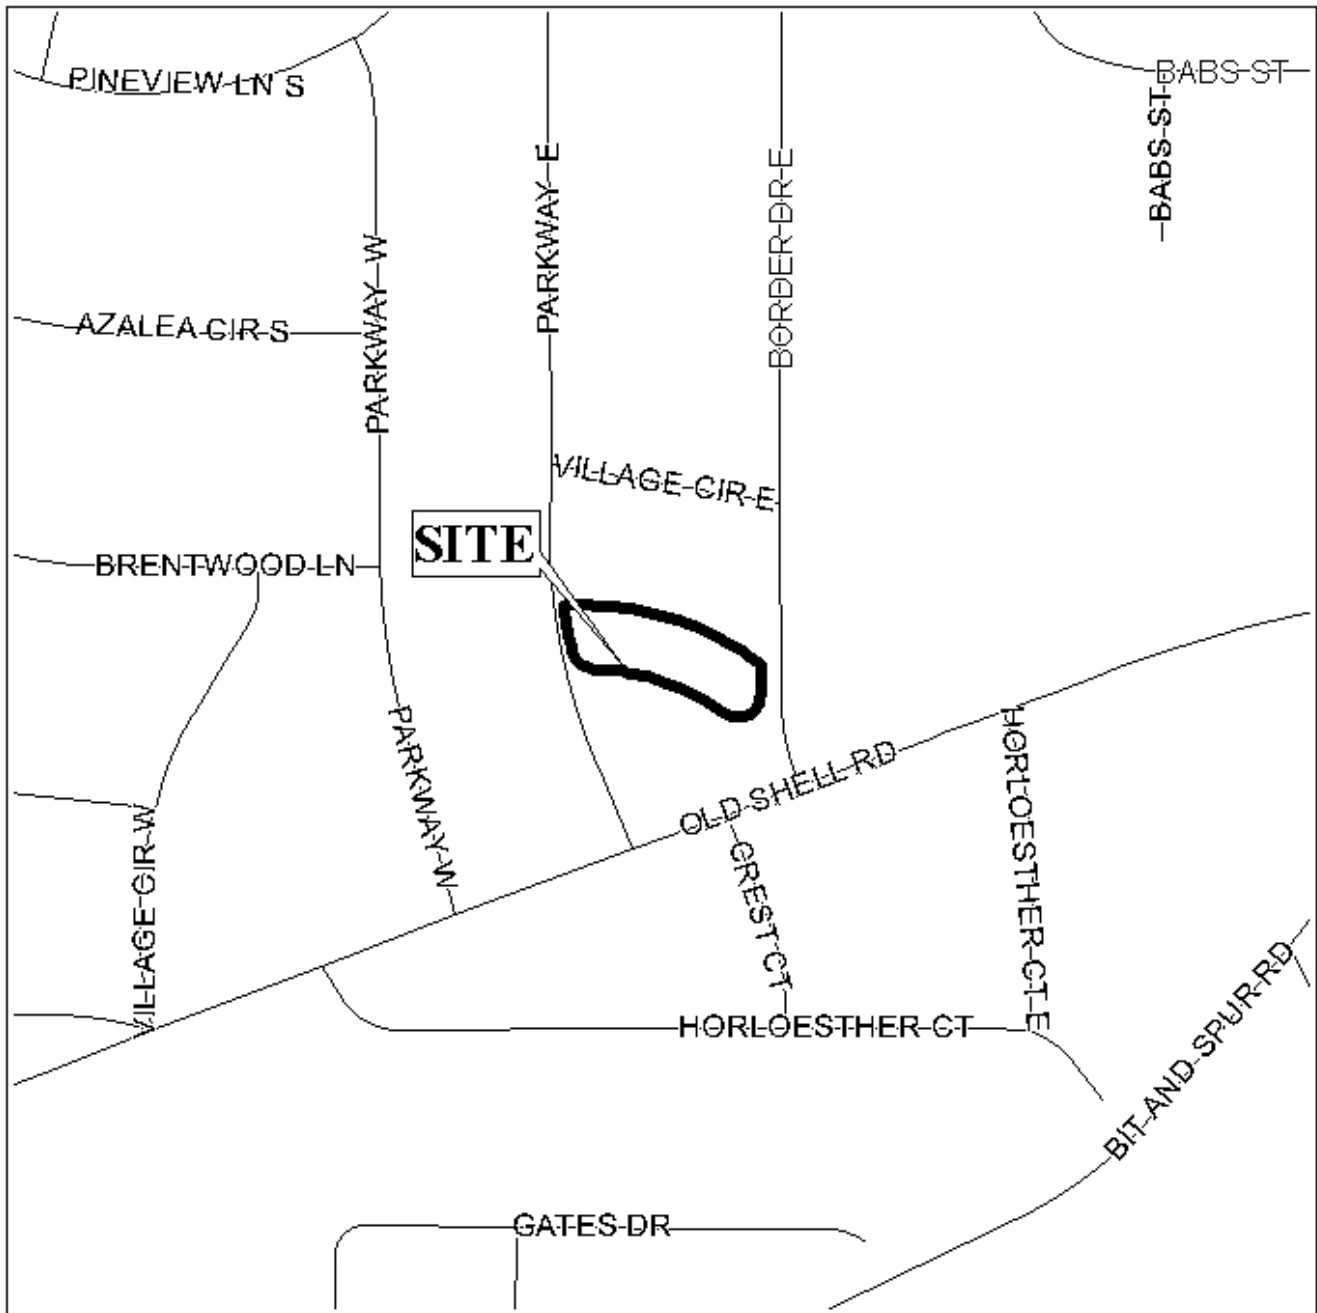 PINEVIEW LN S
BABS ST
BABS ST
PARKWAY E
BORDER DR E
PARKWAY W
AZALEA CIR S
VILLAGE CIR E
SITE
BRENTWOOD LN
PARKWAY W
HORLOESTHER CT E
OLD SHELL RD
VILLAGE CIR W
CREST CT
HORLOESTHER CT
BIT AND SPUR RD
GATES DR